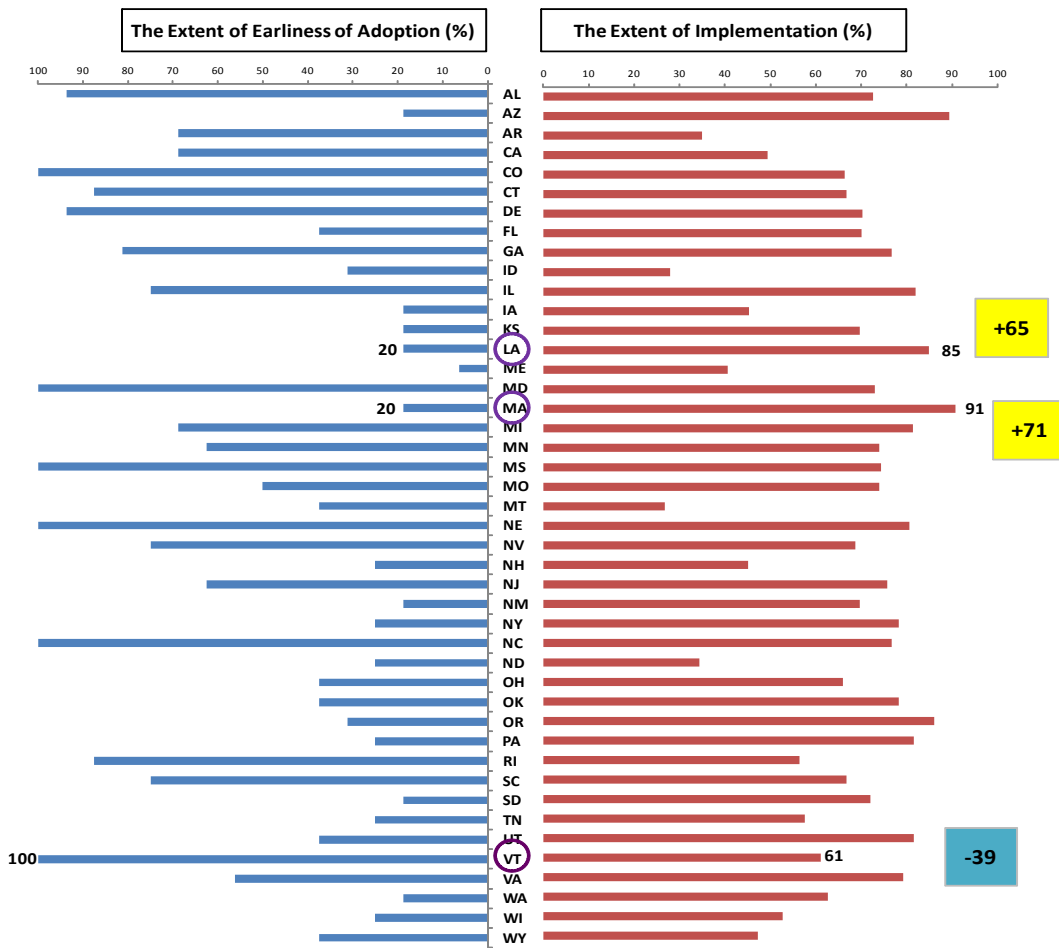 The Extent of Earliness of Adoption (%)
The Extent of Implementation (%)
100 90 80 70 60 50 40 30 20 10 0
0 10 20 30 40 50 60 70 80 90 100
AL
AZ
AR
CA
CO
CT
DE
FL
GA
ID
IL
IA
+65
KS
20 LA 85
ME
MD
20 MA 91
+71
MI
MN
MS
MO
MT
NE
NV
NH
NJ
NM
NY
NC
ND
OH
OK
OR
PA
RI
SC
SD
TN
UT
100 VT 61 -39
VA
WA
WI
WY